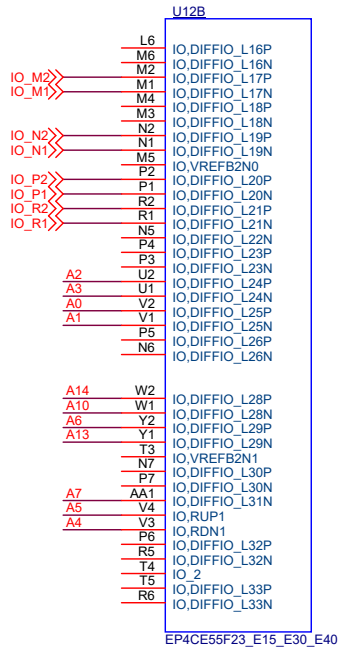 U12B
L6 IO,DIFFIO_L16P
M6 IO,DIFFIO_L16N
IO_M2 M2 IO,DIFFIO_L17P
IO_M1 M1 IO,DIFFIO_L17N
M4 IO,DIFFIO_L18P
M3 IO,DIFFIO_L18N
IO_N2 N2 IO,DIFFIO_L19P
IO_N1 N1 IO,DIFFIO_L19N
M5 IO,VREFB2N0
IO_P2 P2 IO,DIFFIO_L20P
IO_P1 P1 IO,DIFFIO_L20N
IO_R2 R2 IO,DIFFIO_L21P
IO_R1 R1 IO,DIFFIO_L21N
N5 IO,DIFFIO_L22N
P4 IO,DIFFIO_L23P
P3 IO,DIFFIO_L23N
A2 U2 IO,DIFFIO_L24P
A3 U1 IO,DIFFIO_L24N
A0 V2 IO,DIFFIO_L25P
A1 V1 IO,DIFFIO_L25N
P5 IO,DIFFIO_L26P
N6 IO,DIFFIO_L26N
A14 W2 IO,DIFFIO_L28P
A10 W1 IO,DIFFIO_L28N
A6 Y2 IO,DIFFIO_L29P
A13 Y1 IO,DIFFIO_L29N
T3 IO,VREFB2N1
N7 IO,DIFFIO_L30P
P7 IO,DIFFIO_L30N
A7 AA1 IO,DIFFIO_L31N
A5 V4 IO,RUP1
A4 V3 IO,RDN1
P6 IO,DIFFIO_L32P
R5 IO,DIFFIO_L32N
T4 IO_2
T5 IO,DIFFIO_L33P
R6 IO,DIFFIO_L33N
EP4CE55F23_E15_E30_E40